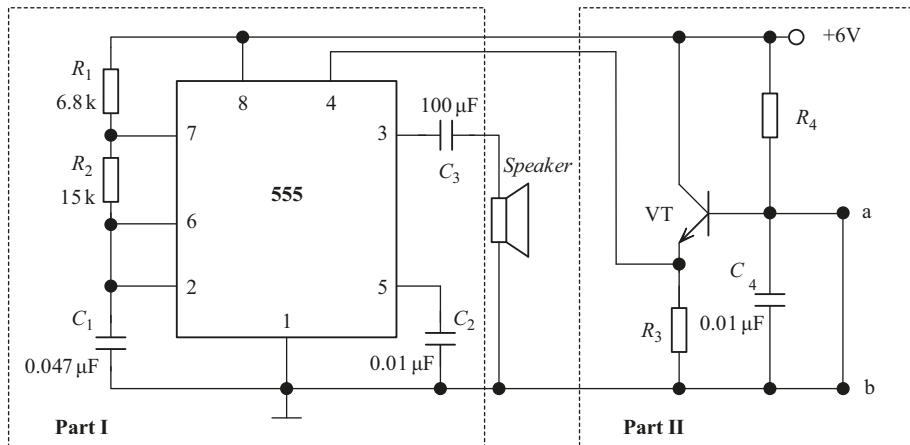 +6V
R1
6.8 k
8
4
100 μF
R4
7
3
R2
15 k
C3
Speaker
555
VT
a
6
2
5
C4
C1
1
C2
R3
0.01 μF
0.047 μF
0.01 μF
b
Part I
Part II